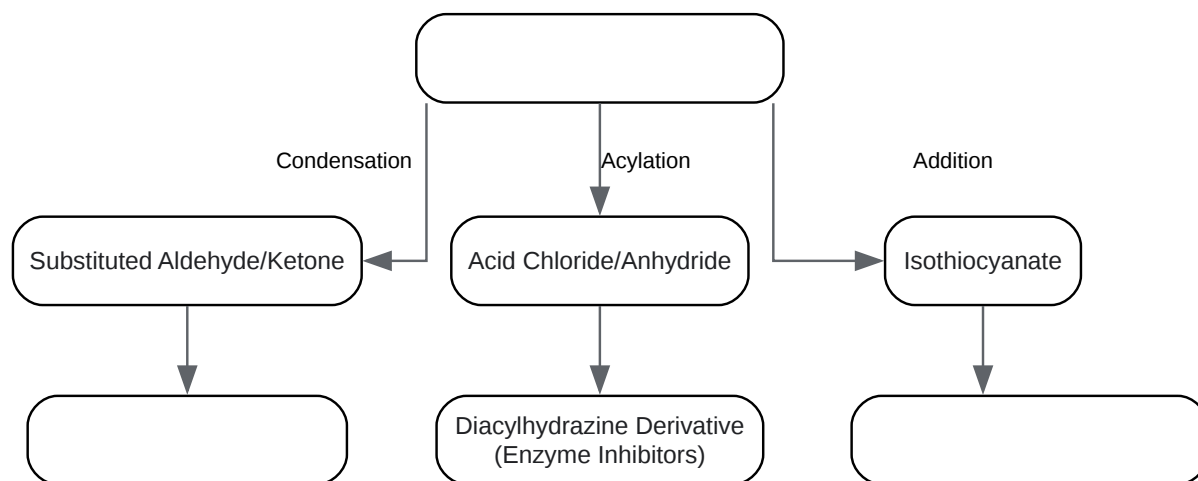 Condensation
Acylation
Addition
Substituted Aldehyde/Ketone
Acid Chloride/Anhydride
Isothiocyanate
Diacylhydrazine Derivative
(Enzyme Inhibitors)